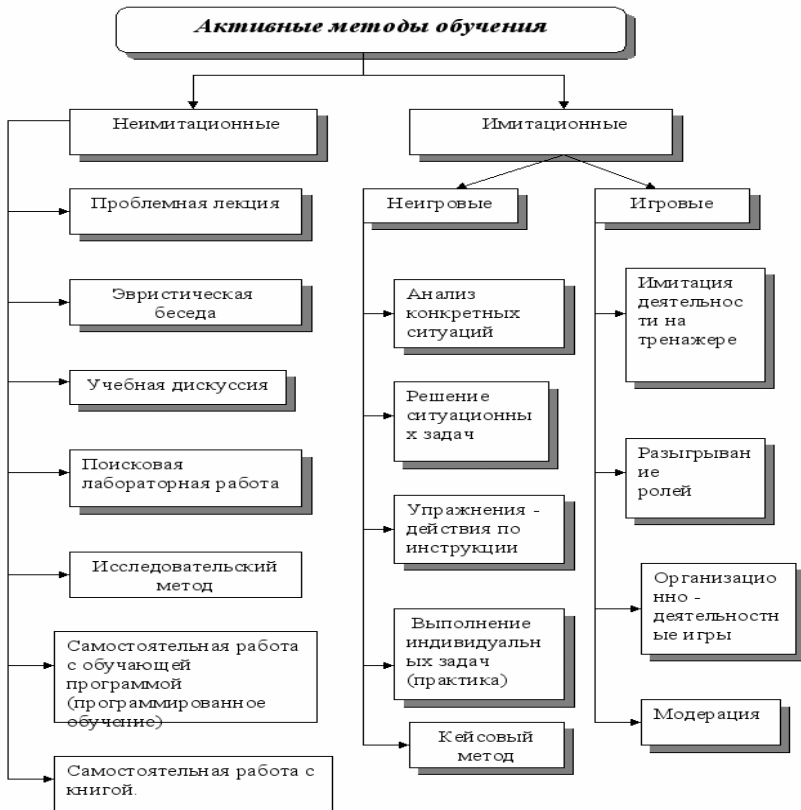 Активные методы обучения
Неимитационные
Имитационные
Проблемная лекция
Эвристическая
беседа
Учебная дискуссия
Поисковая
лабораторная работа
Исследовательский
метод
Самостоятельная работа
с обучающей
программой
(программированное
обучение)
Самостоятельная работа с
книгой.
Неигровые
Анализ
конкретных
ситуаций
Решение
ситуационны
х задач
Упражнения -
действия по
инструкции
Выполнение
индивидуальн
ых задач
(практика)
Кейсовый
метод
Игровые
Имитация
деятельнос
ти на
тренажере
Разыгрыван
ие
ролей
Организацио
нно -
деятельностн
ые игры
Модерация